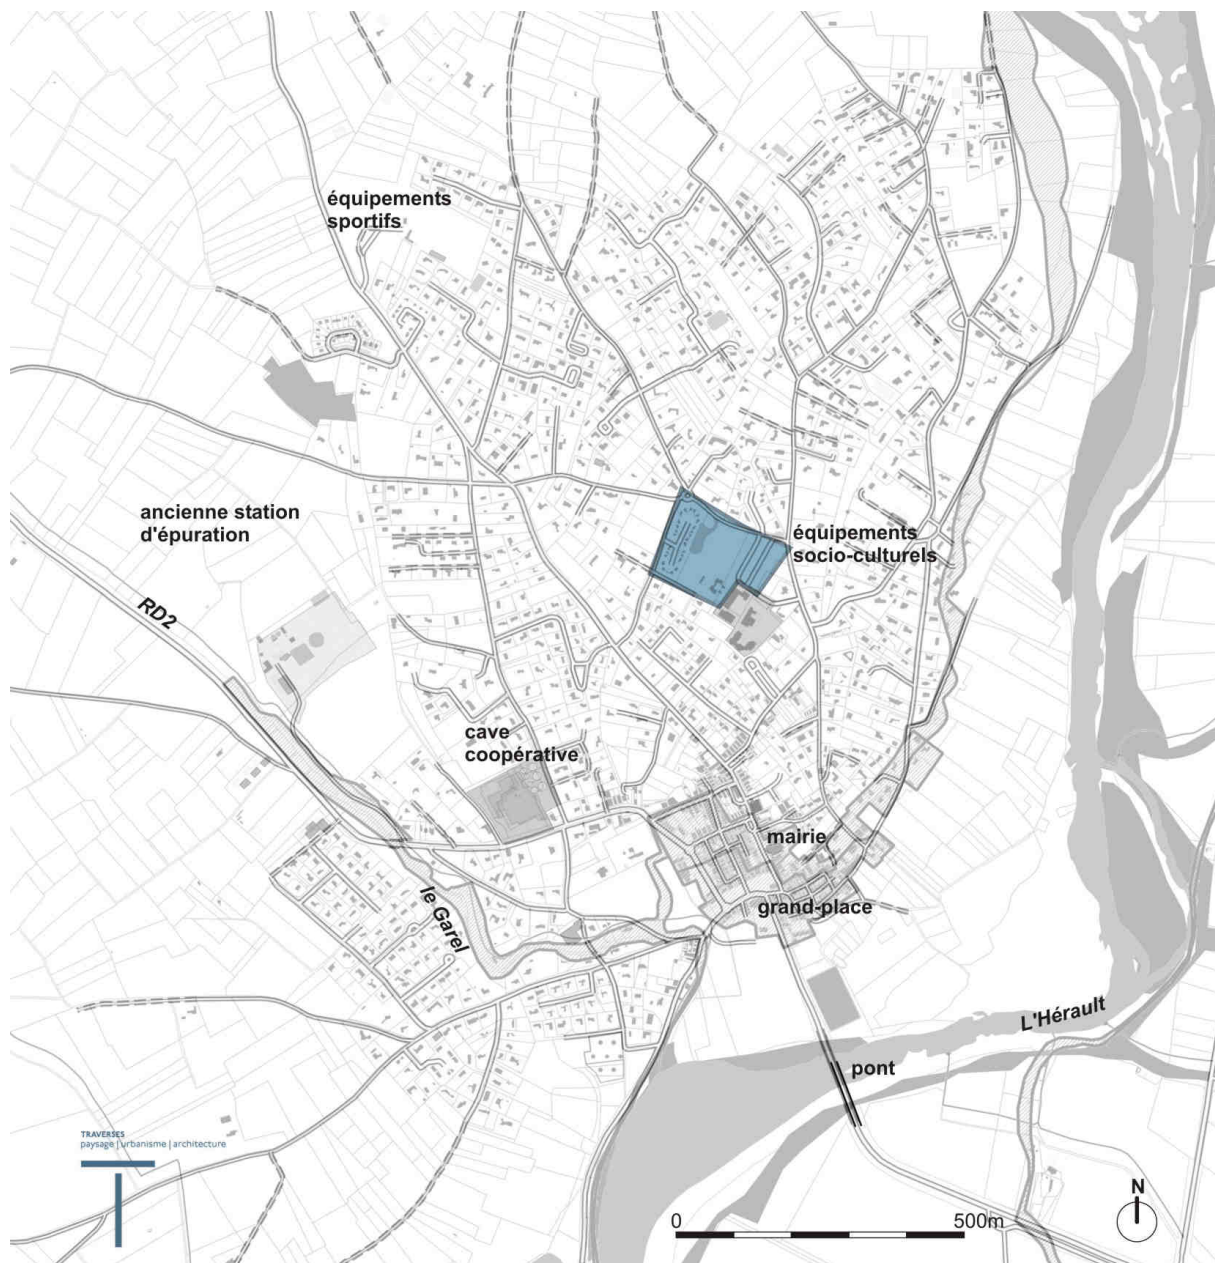 équipements
sportifs
ancienne station
d'épuration
équipements
socio-culturels
RD2
cave
coopérative
mairie
le Garel
grand-place
L'Hérault
pont
TRAVERSES
paysage | urbanisme | architecture
N
0 500m